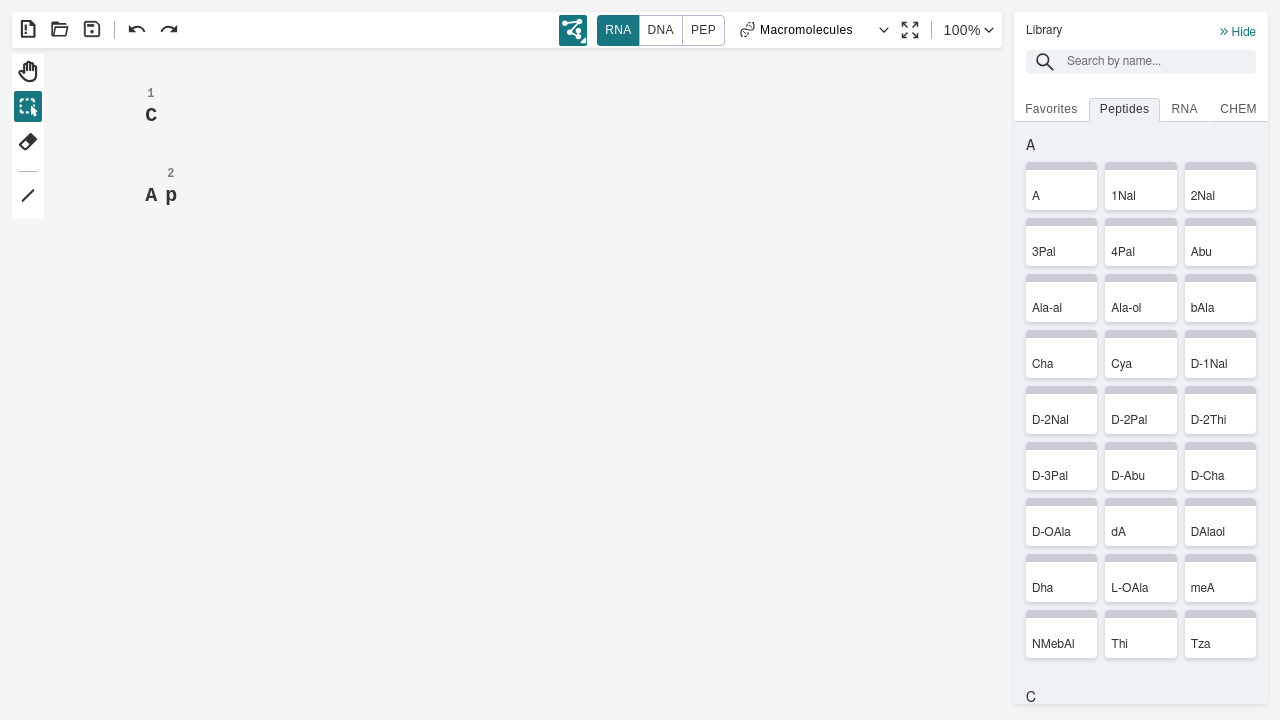 RNA DNA PEP Macromolecules 100%
1
C
2
A p
Library
Hide
Search by name...
Favorites Peptides RNA CHEM
A
A 1Nal 2Nal
3Pal 4Pal Abu
Ala-al Ala-ol bAla
Cha Cya D-1Nal
D-2Nal D-2Pal D-2Thi
D-3Pal D-Abu D-Cha
D-OAla dA DAlaol
Dha L-OAla meA
NMebAl Thi Tza
C